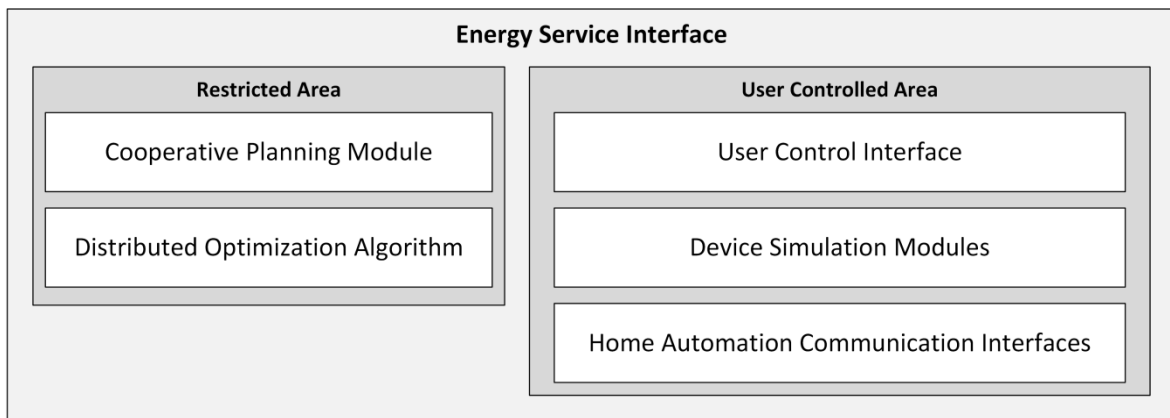 Energy Service Interface
Restricted Area
Cooperative Planning Module
Distributed Optimization Algorithm
User Controlled Area
User Control Interface
Device Simulation Modules
Home Automation Communication Interfaces